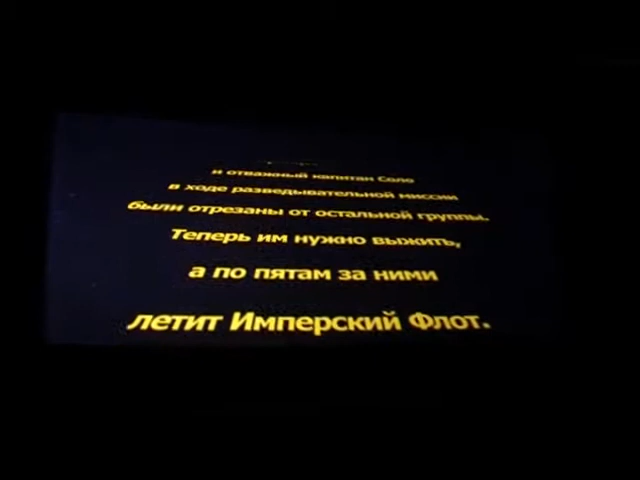 и отважный капитан Соло
в ходе разведывательной миссии
были отрезаны от остальной группы.
Теперь им нужно выжить,
а по пятам за ними
летит Имперский Флот.